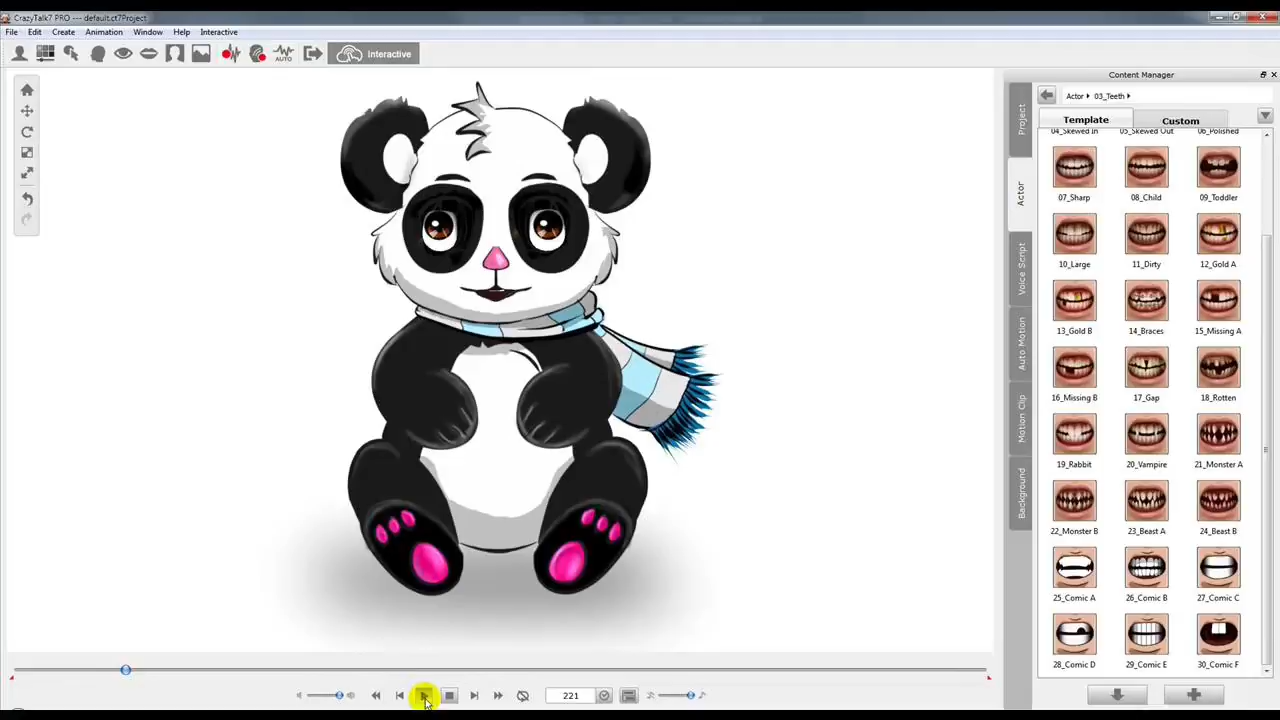 CrazyTalk7 PRO --- default.ct7Project
File Edit Create Animation Window Help Interactive
Interactive
Content Manager
Actor 03_Teeth
Template Custom
04_Skewed In 05_Skewed Out 06_Polished
07_Sharp 08_Child 09_Toddler
10_Large 11_Dirty 12_Gold A
13_Gold B 14_Braces 15_Missing A
16_Missing B 17_Gap 18_Rotten
19_Rabbit 20_Vampire 21_Monster A
22_Monster B 23_Beast A 24_Beast B
25_Comic A 26_Comic B 27_Comic C
28_Comic D 29_Comic E 30_Comic F
Project
Actor
Voice Script
Auto Motion
Motion Clip
Background
AUTO
221